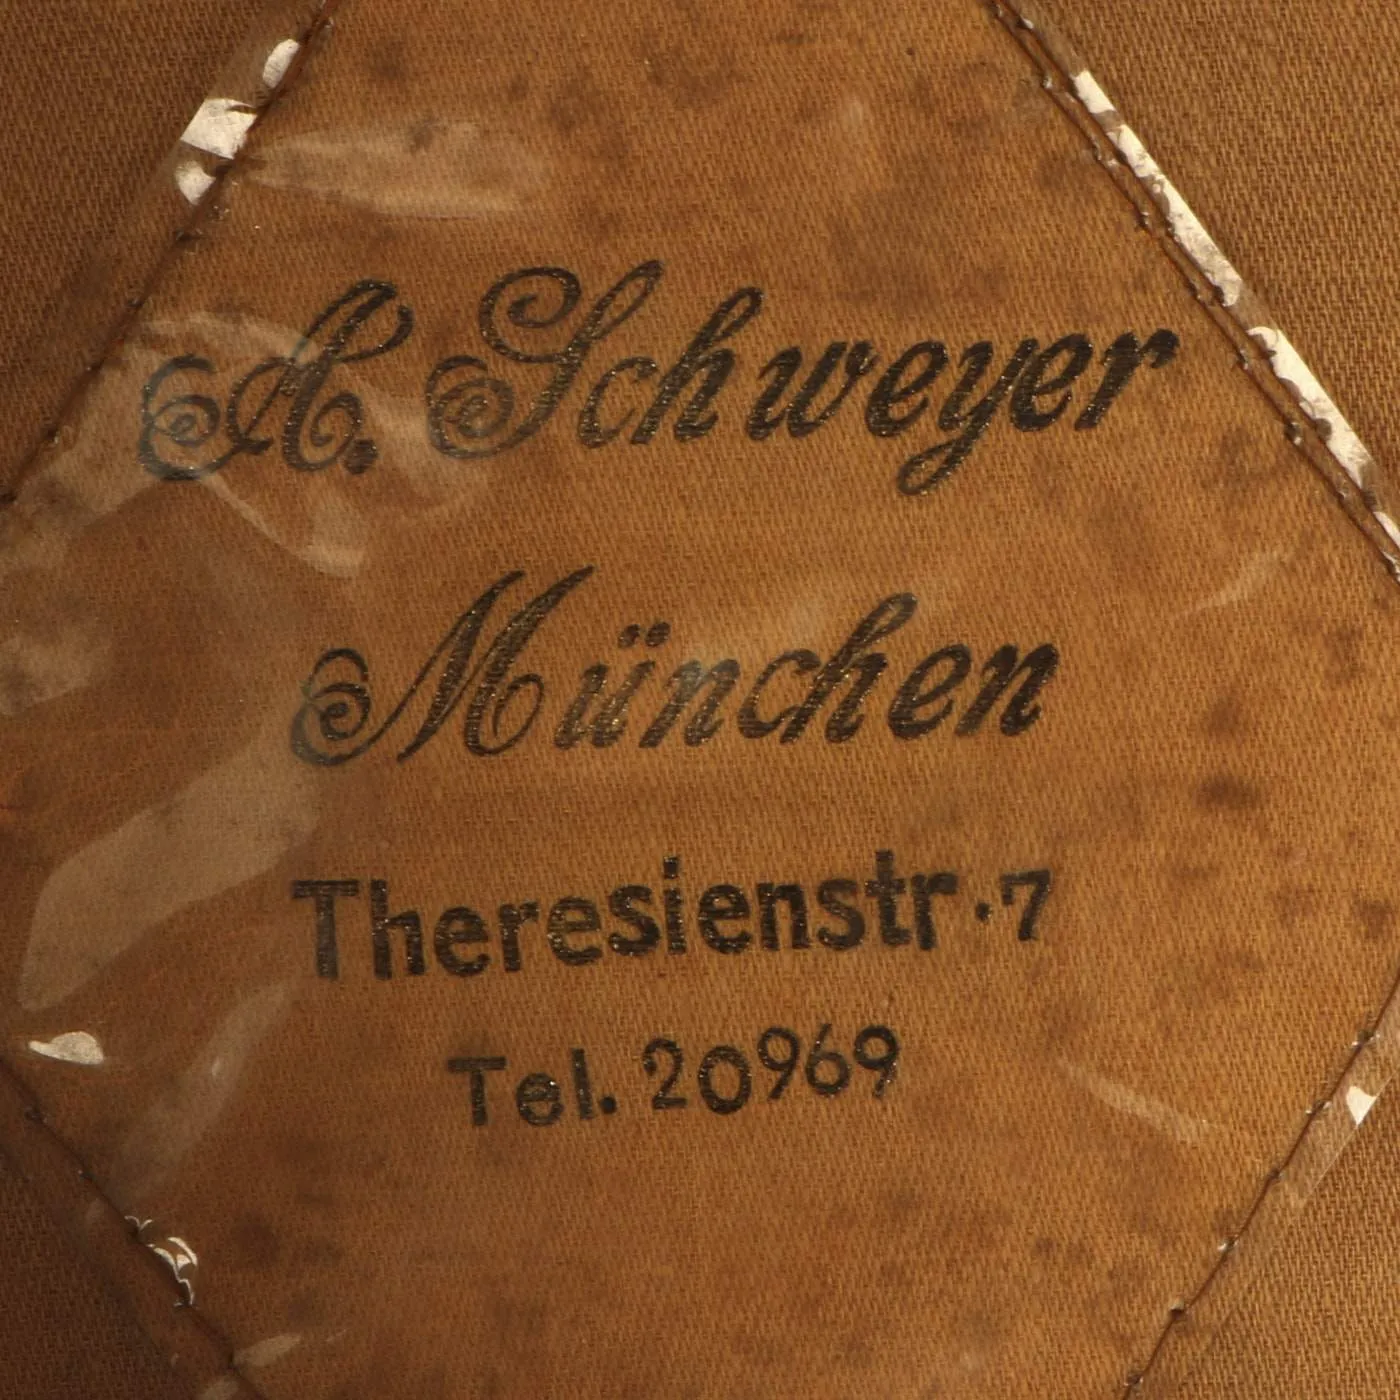 A. Schweyer
München
Theresienstr. 7
Tel. 20969